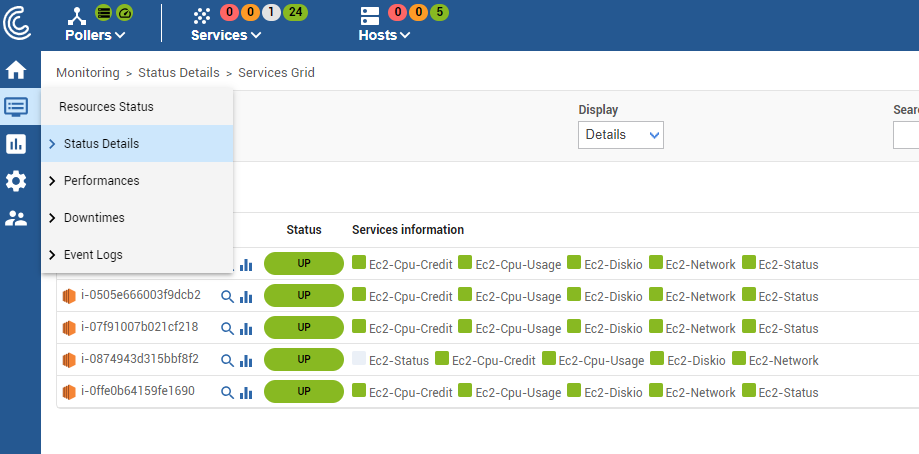 0 0 1 24 0 0 5
Pollers Services Hosts
Monitoring > Status Details > Services Grid
Resources Status
Display
Details
Status Details
Performances
Downtimes
Event Logs
Status Services information
UP Ec2-Cpu-Credit Ec2-Cpu-Usage Ec2-Diskio Ec2-Network Ec2-Status
i-0505e666003f9dcb2 UP Ec2-Cpu-Credit Ec2-Cpu-Usage Ec2-Diskio Ec2-Network Ec2-Status
i-07f91007b021cf218 UP Ec2-Cpu-Credit Ec2-Cpu-Usage Ec2-Diskio Ec2-Network Ec2-Status
i-0874943d315bbf8f2 UP Ec2-Status Ec2-Cpu-Credit Ec2-Cpu-Usage Ec2-Diskio Ec2-Network
i-0ffe0b64159fe1690 UP Ec2-Cpu-Credit Ec2-Cpu-Usage Ec2-Diskio Ec2-Network Ec2-Status